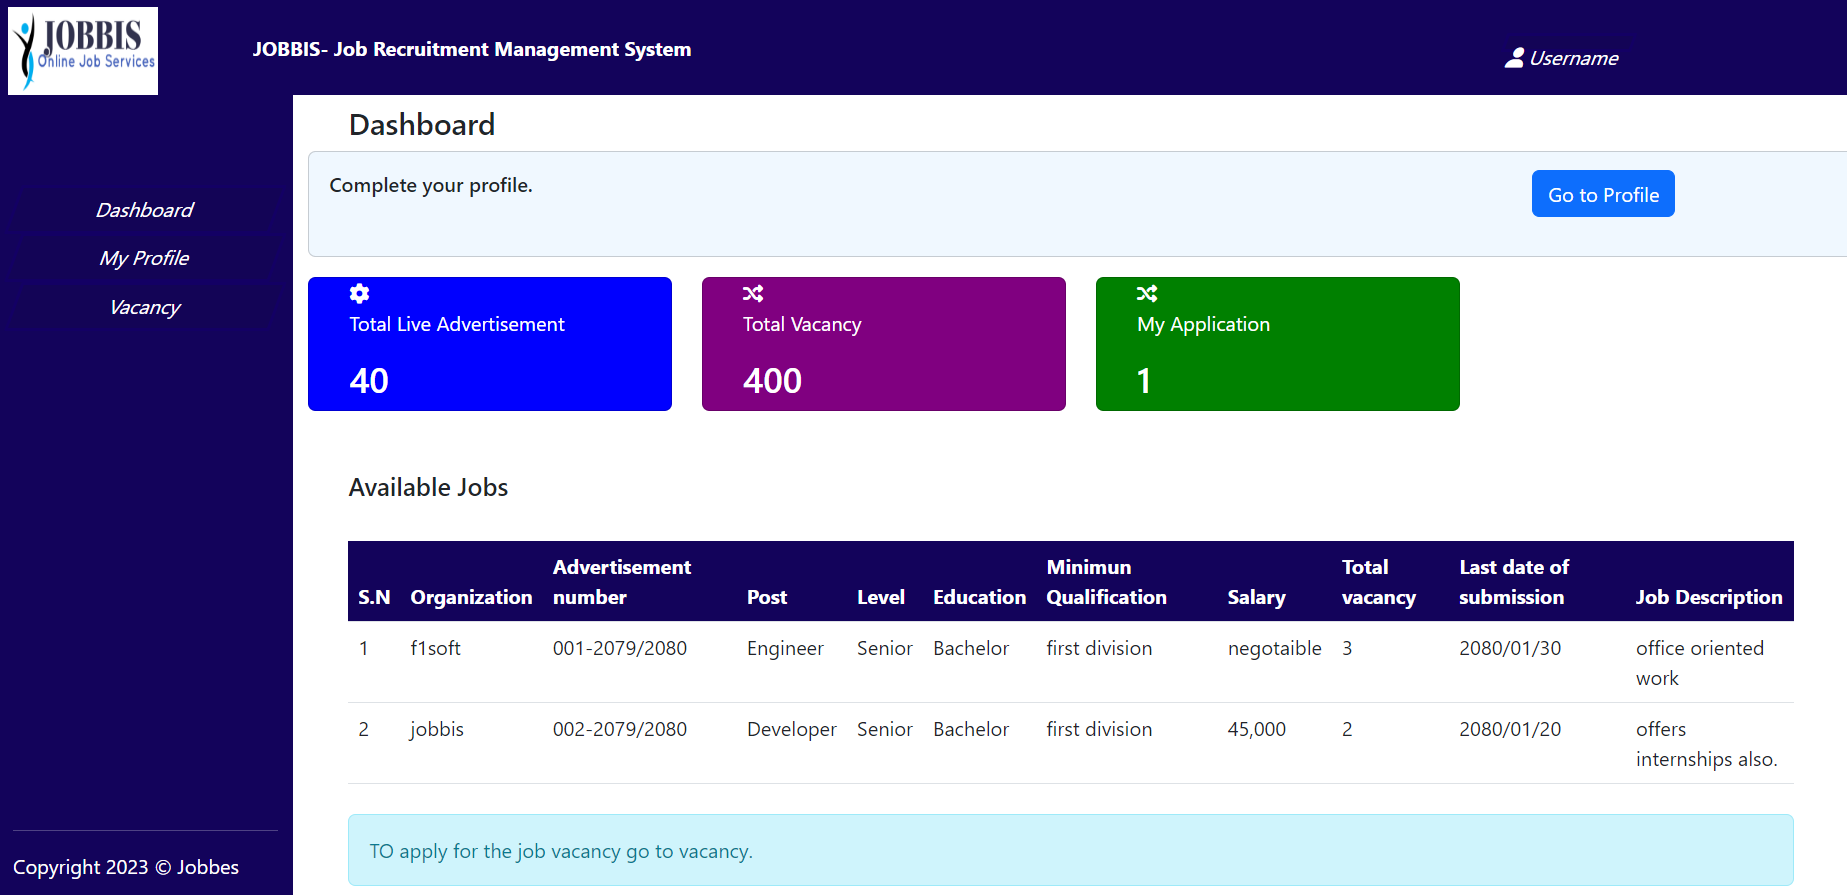 JOBBIS
Online Job Services
JOBBIS- Job Recruitment Management System
Username
Dashboard
My Profile
Vacancy
Copyright 2023 © Jobbes
Dashboard
Complete your profile.
Go to Profile
Total Live Advertisement
40
Total Vacancy
400
My Application
1
Available Jobs
S.N Organization Advertisement number Post Level Education Minimun Qualification Salary Total vacancy Last date of submission Job Description
1 f1soft 001-2079/2080 Engineer Senior Bachelor first division negotaible 3 2080/01/30 office oriented work
2 jobbis 002-2079/2080 Developer Senior Bachelor first division 45,000 2 2080/01/20 offers internships also.
TO apply for the job vacancy go to vacancy.